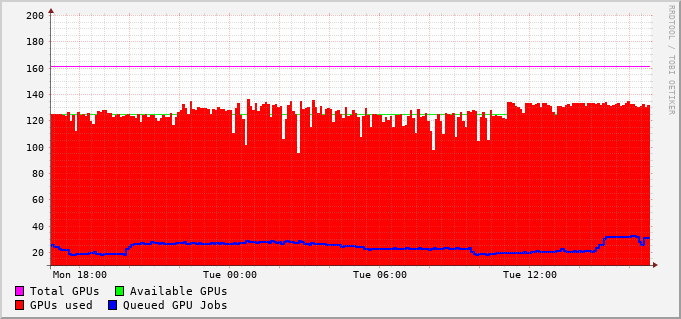 200
180
160
140
120
100
80
60
40
20
Mon 18:00 Tue 00:00 Tue 06:00 Tue 12:00
Total GPUs Available GPUs
GPUs used Queued GPU Jobs
RRDTOOL / TOBI OETIKER